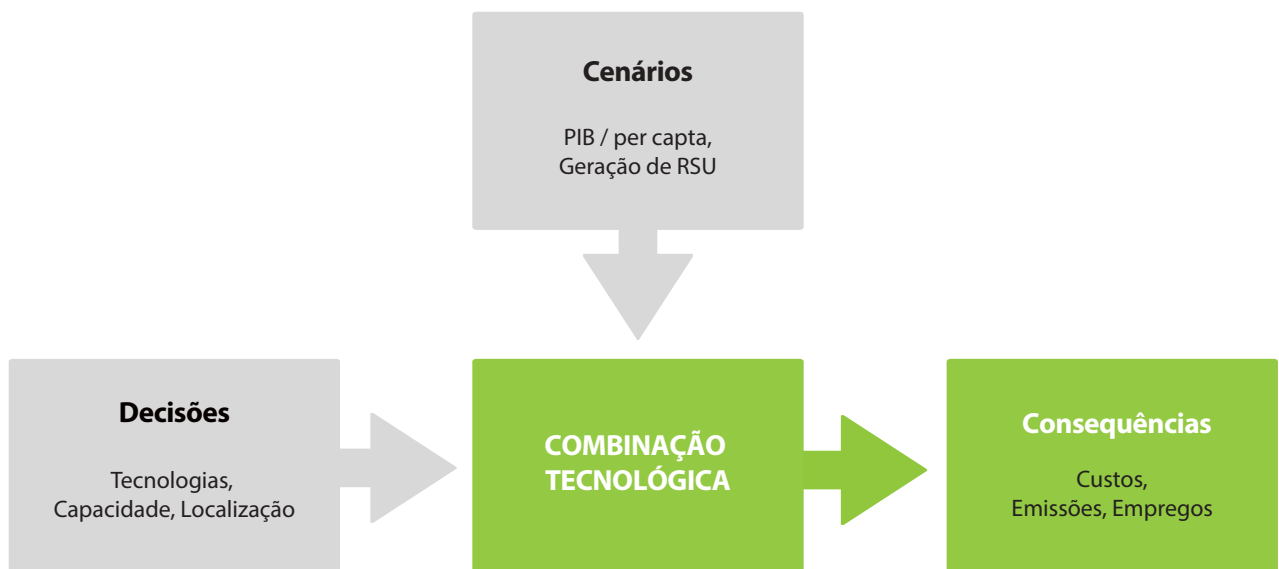 Cenários
PIB / per capta,
Geração de RSU
Decisões
Tecnologias,
Capacidade, Localização
COMBINAÇÃO
TECNOLÓGICA
Consequências
Custos,
Emissões, Empregos